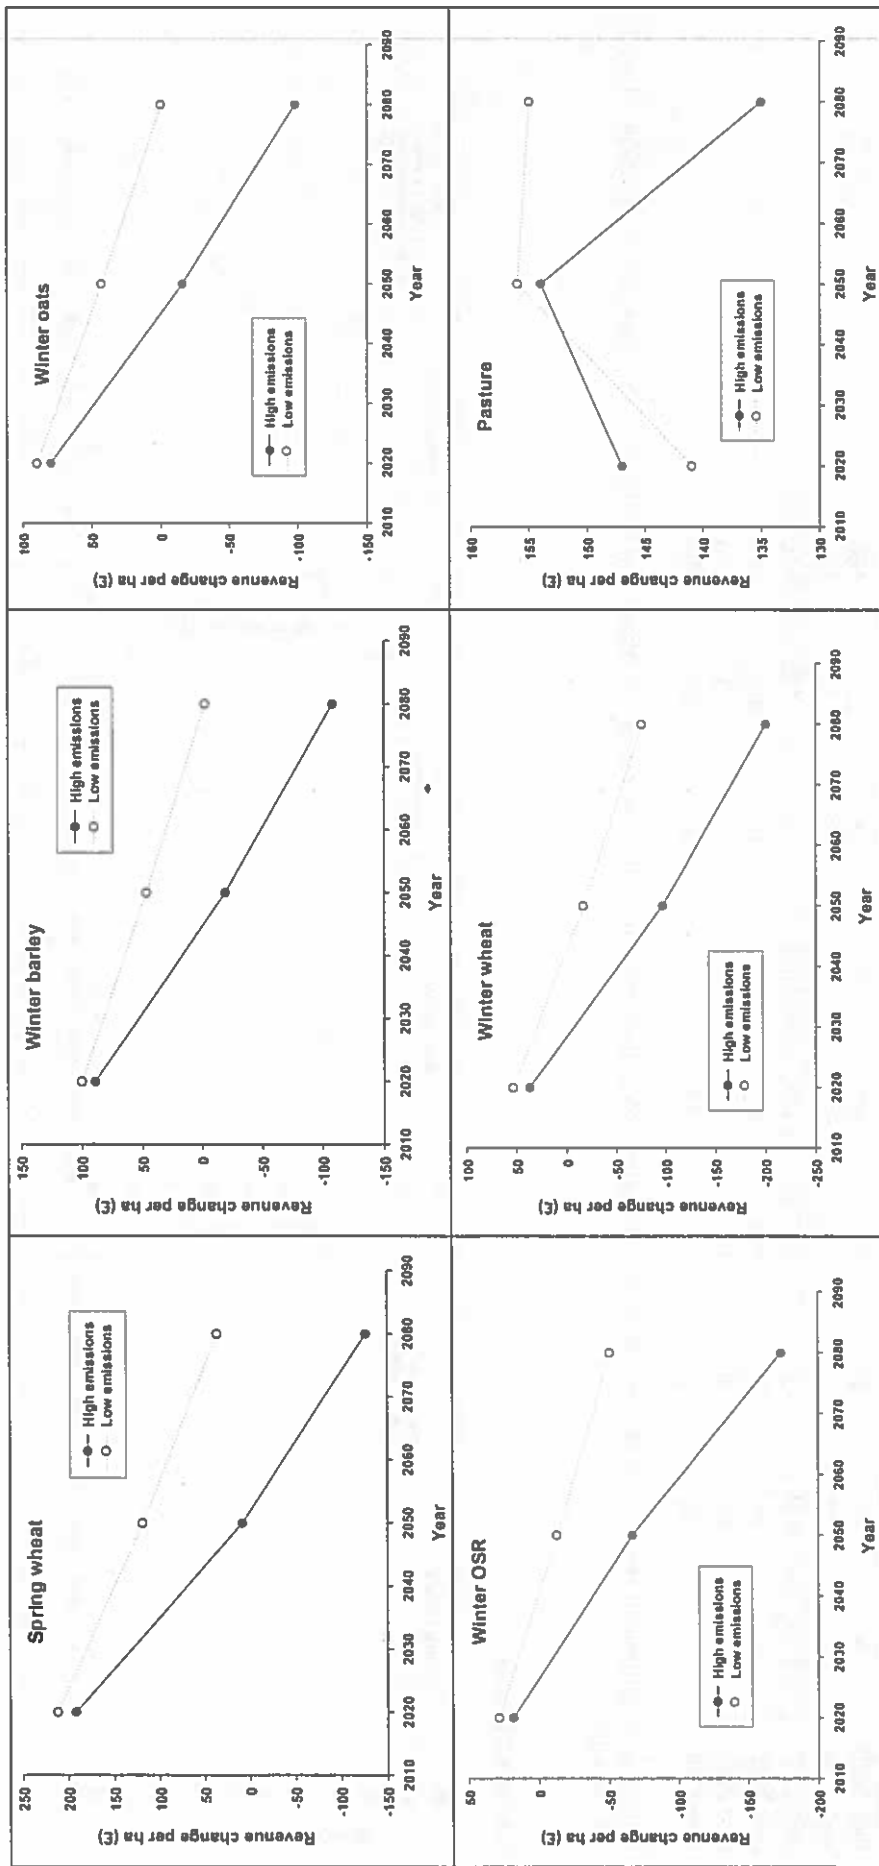 Spring wheat
250
200
150
100
50
0
-50
-100
-150
Revenue change per ha (£)
High emissions
Low emissions
2010 2020 2030 2040 2050 2060 2070 2080 2090
Year
Winter barley
150
100
50
0
-50
-100
-150
Revenue change per ha (£)
High emissions
Low emissions
2010 2020 2030 2040 2050 2060 2070 2080 2090
Year
Winter oats
100
50
0
-50
-100
-150
Revenue change per ha (£)
High emissions
Low emissions
2010 2020 2030 2040 2050 2060 2070 2080 2090
Year
Winter OSR
50
0
-50
-100
-150
-200
Revenue change per ha (£)
High emissions
Low emissions
2010 2020 2030 2040 2050 2060 2070 2080 2090
Year
Winter wheat
100
50
0
-50
-100
-150
-200
-250
Revenue change per ha (£)
High emissions
Low emissions
2010 2020 2030 2040 2050 2060 2070 2080 2090
Year
Pasture
160
155
150
145
140
135
130
Revenue change per ha (£)
High emissions
Low emissions
2010 2020 2030 2040 2050 2060 2070 2080 2090
Year